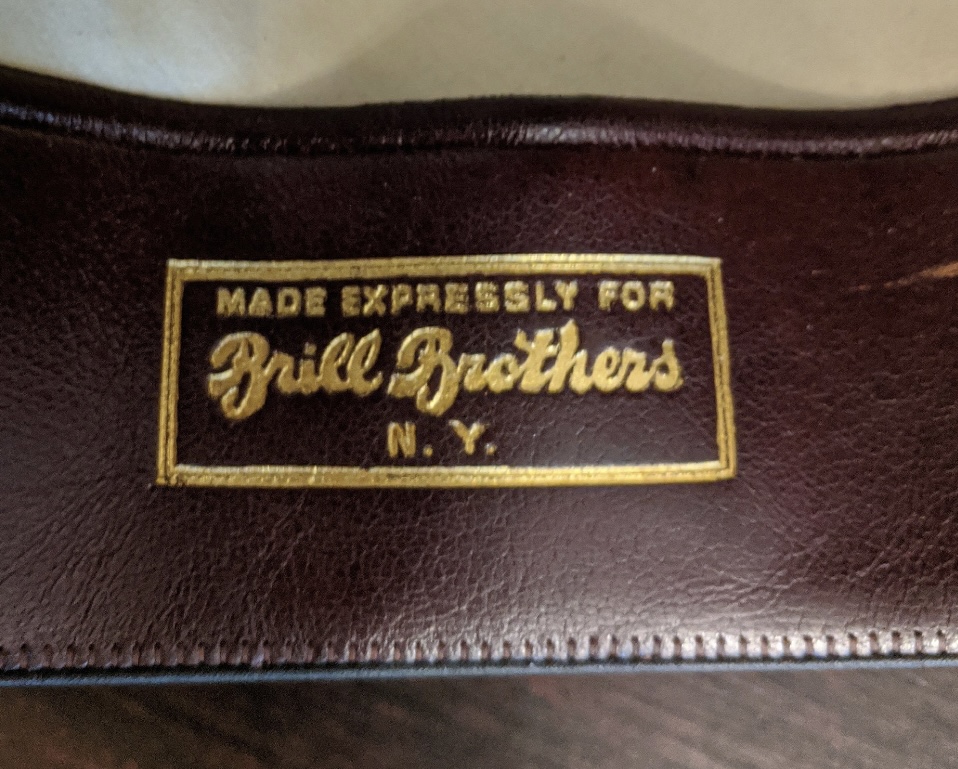 MADE EXPRESSLY FOR
Brill Brothers
N. Y.